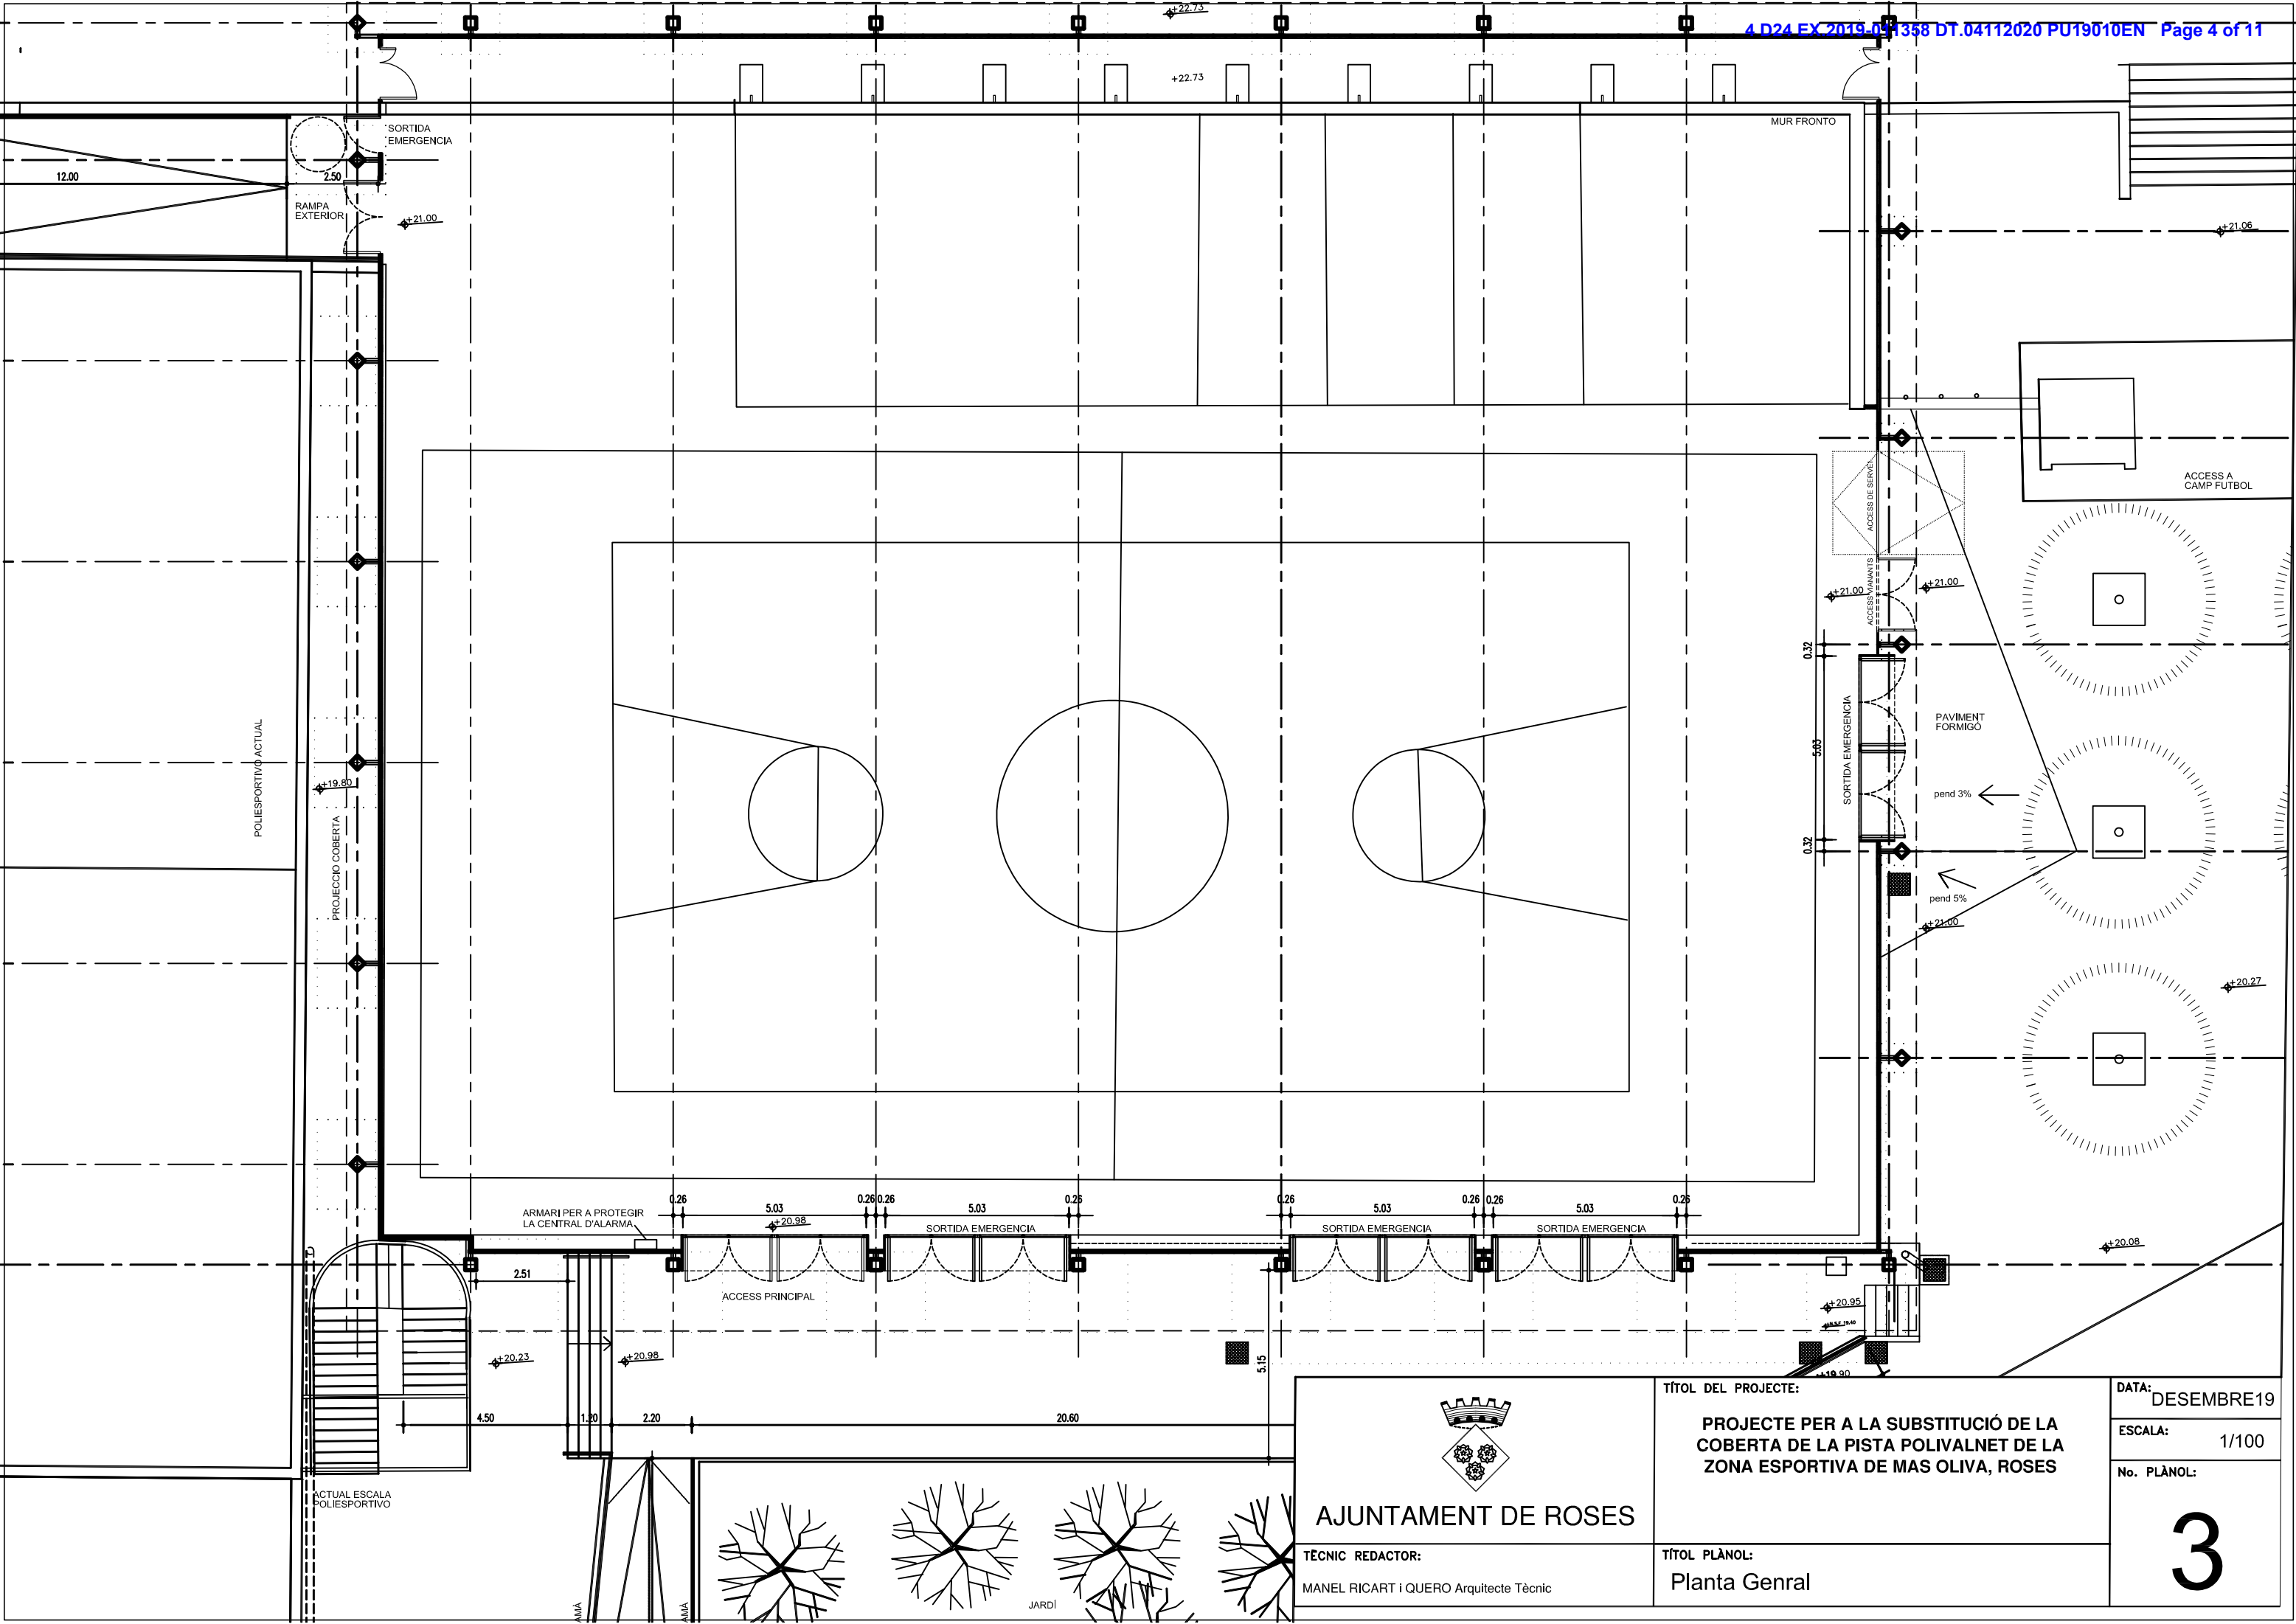 +22.73
4 D24 EX.2019-011358 DT.04112020 PU19010EN Page 4 of 11
+22.73
MUR FRONTO
SORTIDA
EMERGENCIA
12.00
2.50
RAMPA
EXTERIOR
+21.00
+21.06
ACCESS A
CAMP FUTBOL
ACCESS DE SERVEI
ACCESS VIANANTS
+21.00
+21.00
0.32
5.03
0.32
SORTIDA EMERGENCIA
PAVIMENT
FORMIGÓ
pend 3%
pend 5%
+21.00
+20.27
POLIESPORTIVO ACTUAL
+19.80
PROJECCIO COBERTA
ARMARI PER A PROTEGIR
LA CENTRAL D'ALARMA
0.26
5.03
0.26
0.26
5.03
0.26
0.26
5.03
0.26
0.26
5.03
0.26
+20.98
SORTIDA EMERGENCIA
SORTIDA EMERGENCIA
SORTIDA EMERGENCIA
+20.08
2.51
ACCESS PRINCIPAL
+20.95
+20.23
+20.98
5.15
+19.90
4.50
1.20
2.20
20.60
ACTUAL ESCALA
POLIESPORTIVO
JARDÍ
AJUNTAMENT DE ROSES
TÈCNIC REDACTOR:
MANEL RICART i QUERO Arquitecte Tècnic
TÍTOL DEL PROJECTE:
PROJECTE PER A LA SUBSTITUCIÓ DE LA
COBERTA DE LA PISTA POLIVALNET DE LA
ZONA ESPORTIVA DE MAS OLIVA, ROSES
TÍTOL PLÀNOL:
Planta Genral
DATA:
DESEMBRE19
ESCALA:
1/100
No. PLÀNOL:
3